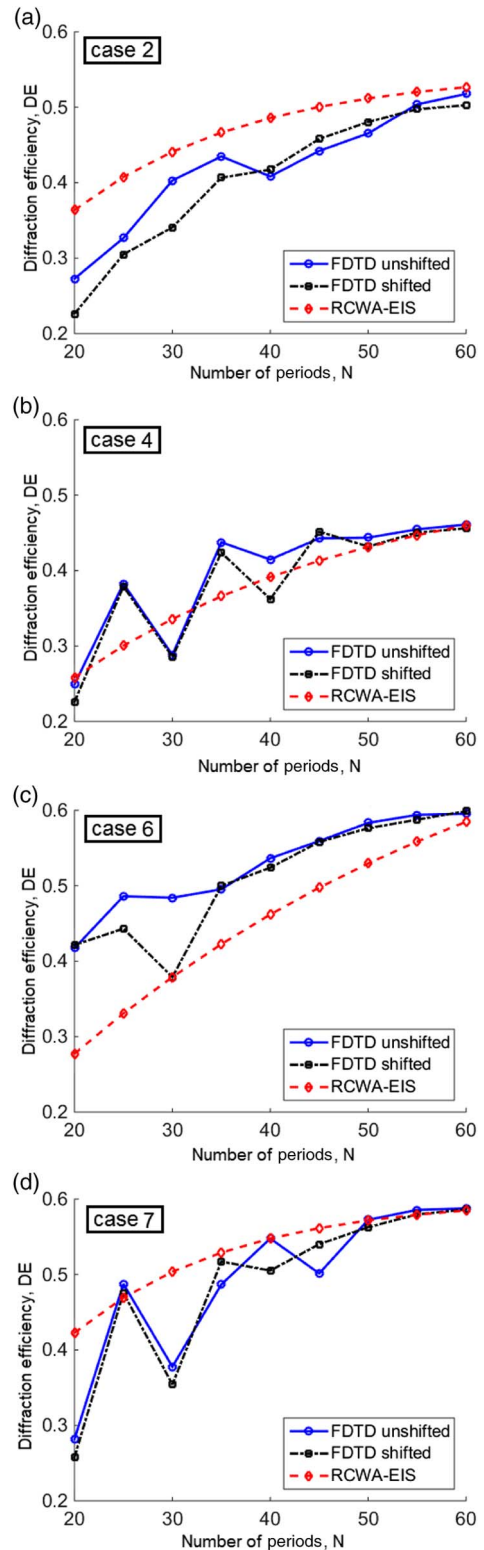 (a)
case 2
Diffraction efficiency, DE
0.6
0.5
0.4
0.3
0.2
20
30
40
50
60
Number of periods, N
FDTD unshifted
FDTD shifted
RCWA-EIS
(b)
case 4
Diffraction efficiency, DE
0.6
0.5
0.4
0.3
0.2
20
30
40
50
60
Number of periods, N
FDTD unshifted
FDTD shifted
RCWA-EIS
(c)
case 6
Diffraction efficiency, DE
0.6
0.5
0.4
0.3
0.2
20
30
40
50
60
Number of periods, N
FDTD unshifted
FDTD shifted
RCWA-EIS
(d)
case 7
Diffraction efficiency, DE
0.6
0.5
0.4
0.3
0.2
20
30
40
50
60
Number of periods, N
FDTD unshifted
FDTD shifted
RCWA-EIS